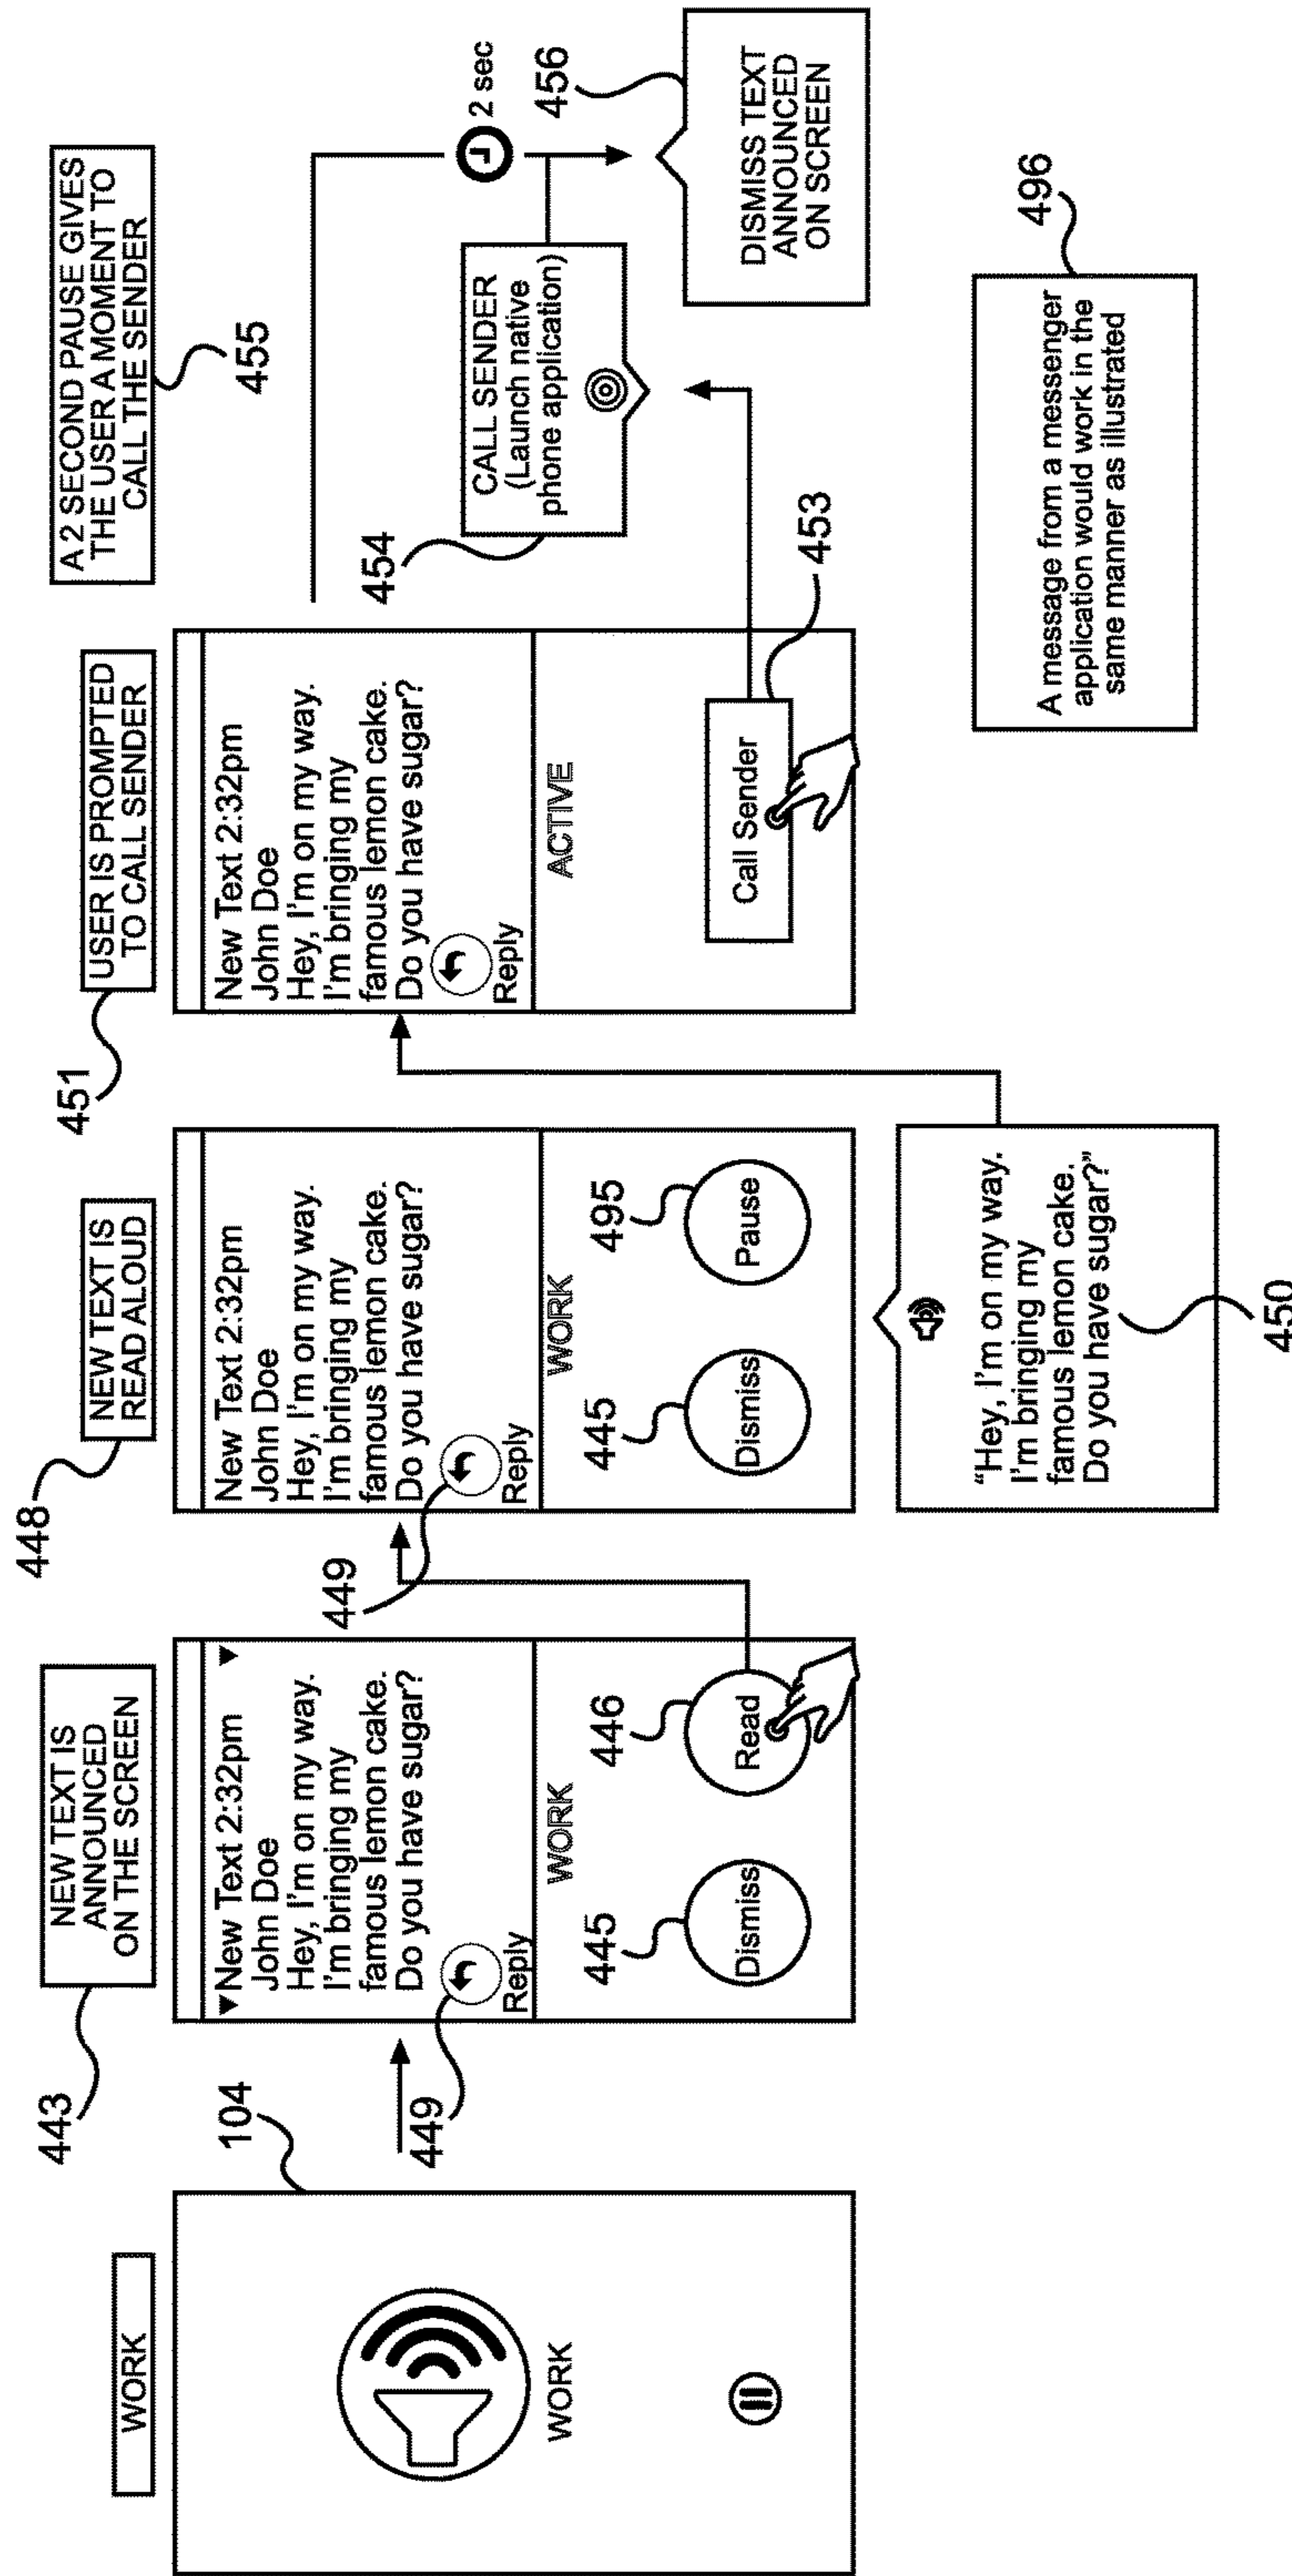 WORK
104
WORK
443
NEW TEXT IS
ANNOUNCED
ON THE SCREEN
▼New Text 2:32pm ▼
John Doe
Hey, I'm on my way.
I'm bringing my
famous lemon cake.
Do you have sugar?
Reply
449
WORK
445
446
Dismiss
Read
448
NEW TEXT IS
READ ALOUD
New Text 2:32pm
John Doe
Hey, I'm on my way.
I'm bringing my
famous lemon cake.
Do you have sugar?
Reply
449
WORK
445
495
Dismiss
Pause
“Hey, I'm on my way.
I'm bringing my
famous lemon cake.
Do you have sugar?”
450
451
USER IS PROMPTED
TO CALL SENDER
New Text 2:32pm
John Doe
Hey, I'm on my way.
I'm bringing my
famous lemon cake.
Do you have sugar?
Reply
ACTIVE
Call Sender
453
A 2 SECOND PAUSE GIVES
THE USER A MOMENT TO
CALL THE SENDER
455
2 sec
454
CALL SENDER
(Launch native
phone application)
456
DISMISS TEXT
ANNOUNCED
ON SCREEN
496
A message from a messenger
application would work in the
same manner as illustrated